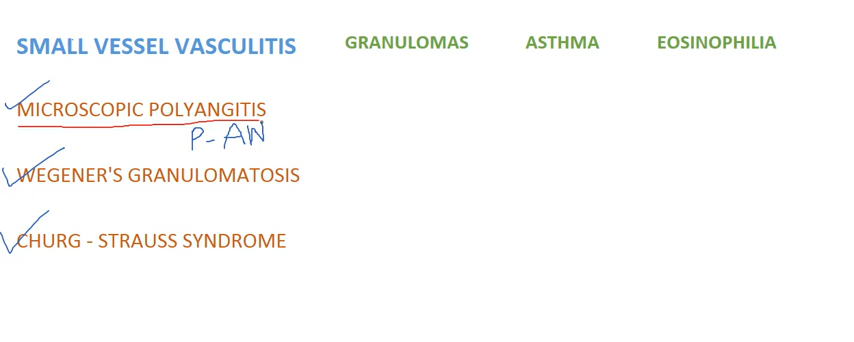 SMALL VESSEL VASCULITIS GRANULOMAS ASTHMA EOSINOPHILIA
MICROSCOPIC POLYANGITIS
P-AN
WEGENER'S GRANULOMATOSIS
CHURG - STRAUSS SYNDROME